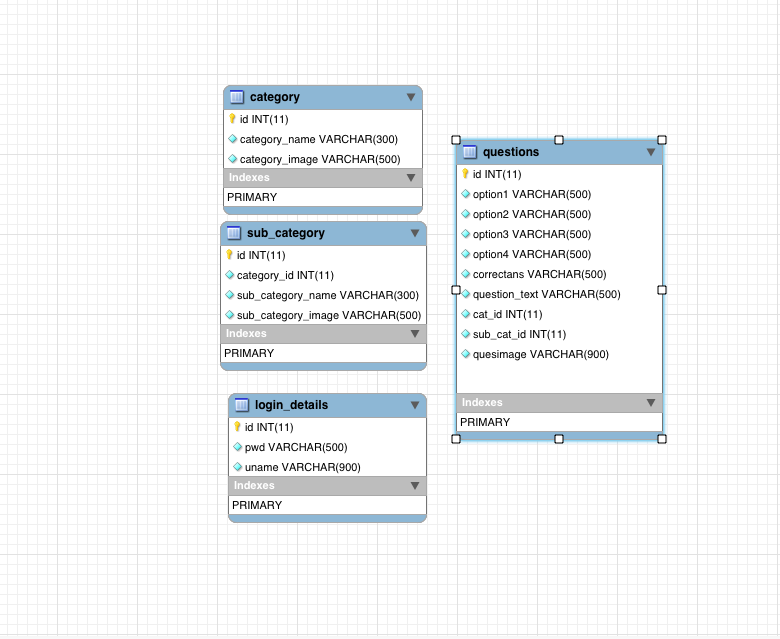 category
id INT(11)
category_name VARCHAR(300)
category_image VARCHAR(500)
Indexes
PRIMARY
sub_category
id INT(11)
category_id INT(11)
sub_category_name VARCHAR(300)
sub_category_image VARCHAR(500)
Indexes
PRIMARY
login_details
id INT(11)
pwd VARCHAR(500)
uname VARCHAR(900)
Indexes
PRIMARY
questions
id INT(11)
option1 VARCHAR(500)
option2 VARCHAR(500)
option3 VARCHAR(500)
option4 VARCHAR(500)
correctans VARCHAR(500)
question_text VARCHAR(500)
cat_id INT(11)
sub_cat_id INT(11)
quesimage VARCHAR(900)
Indexes
PRIMARY